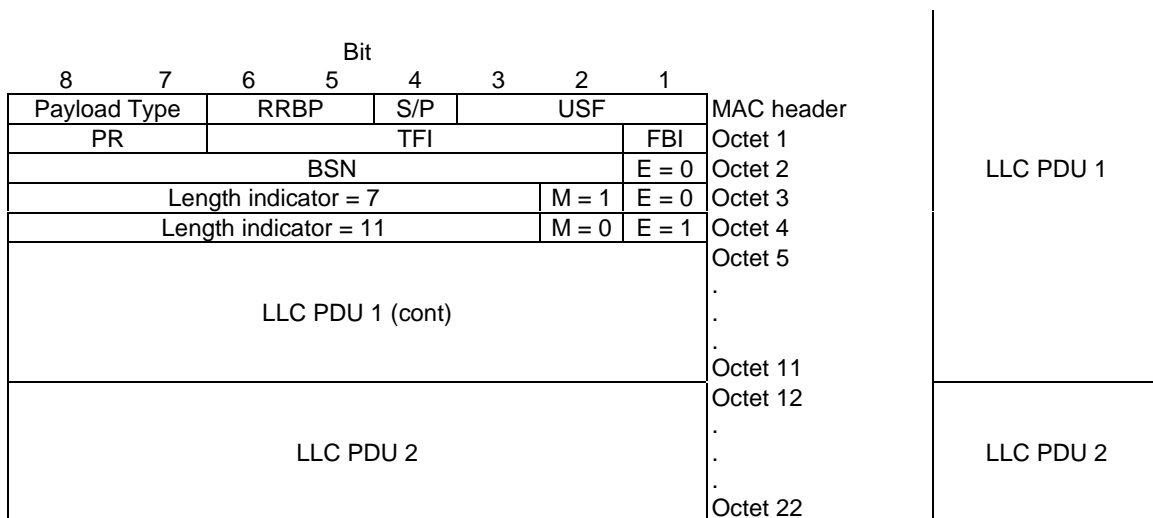 Bit
8 7 6 5 4 3 2 1
Payload Type RRBP S/P USF MAC header
PR TFI FBI Octet 1
BSN E = 0 Octet 2
Length indicator = 7 M = 1 E = 0 Octet 3
Length indicator = 11 M = 0 E = 1 Octet 4
Octet 5
.
LLC PDU 1 (cont) .
.
Octet 11
Octet 12
.
LLC PDU 2 .
.
Octet 22
LLC PDU 1
LLC PDU 2